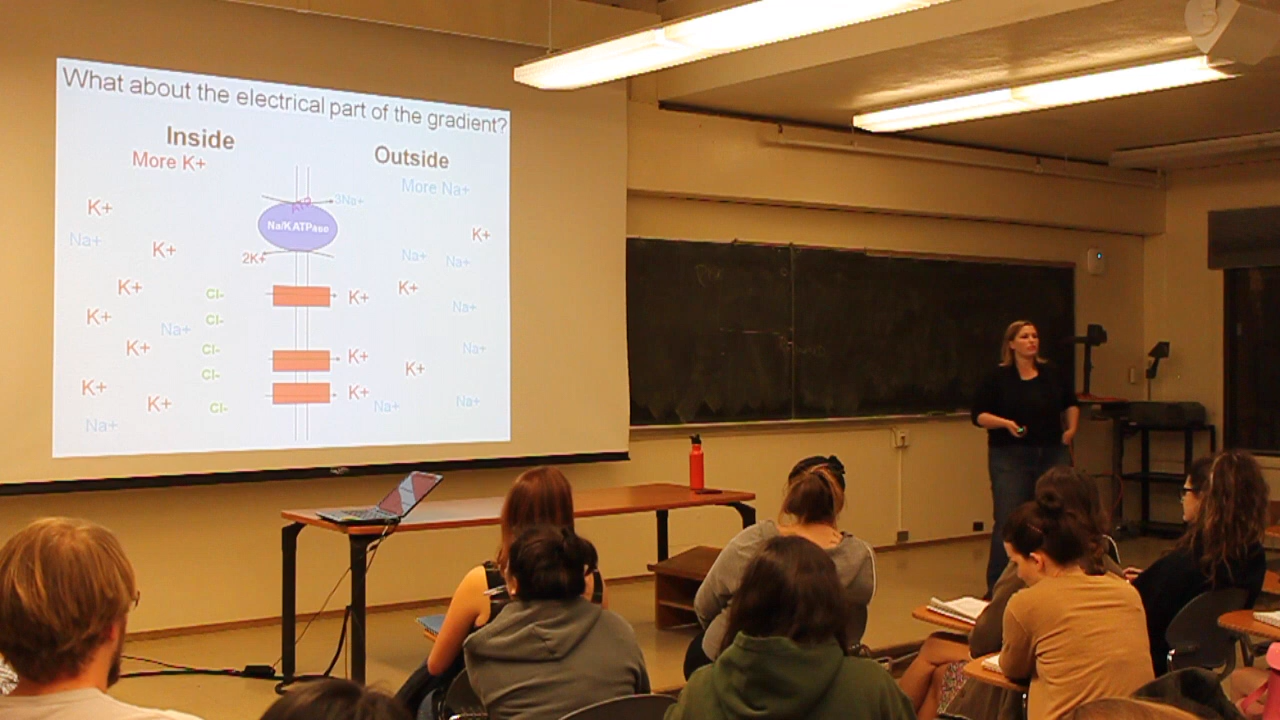 What about the electrical part of the gradient?
Inside
Outside
More K+
More Na+
ATP
3Na+
K+
Na/KATPase
K+
Na+
K+
2K+
Na+
Na+
K+
Cl-
K+
K+
K+
Cl-
Na+
Na+
K+
Cl-
K+
Na+
Cl-
K+
K+
K+
K+
Cl-
Na+
Na+
Na+